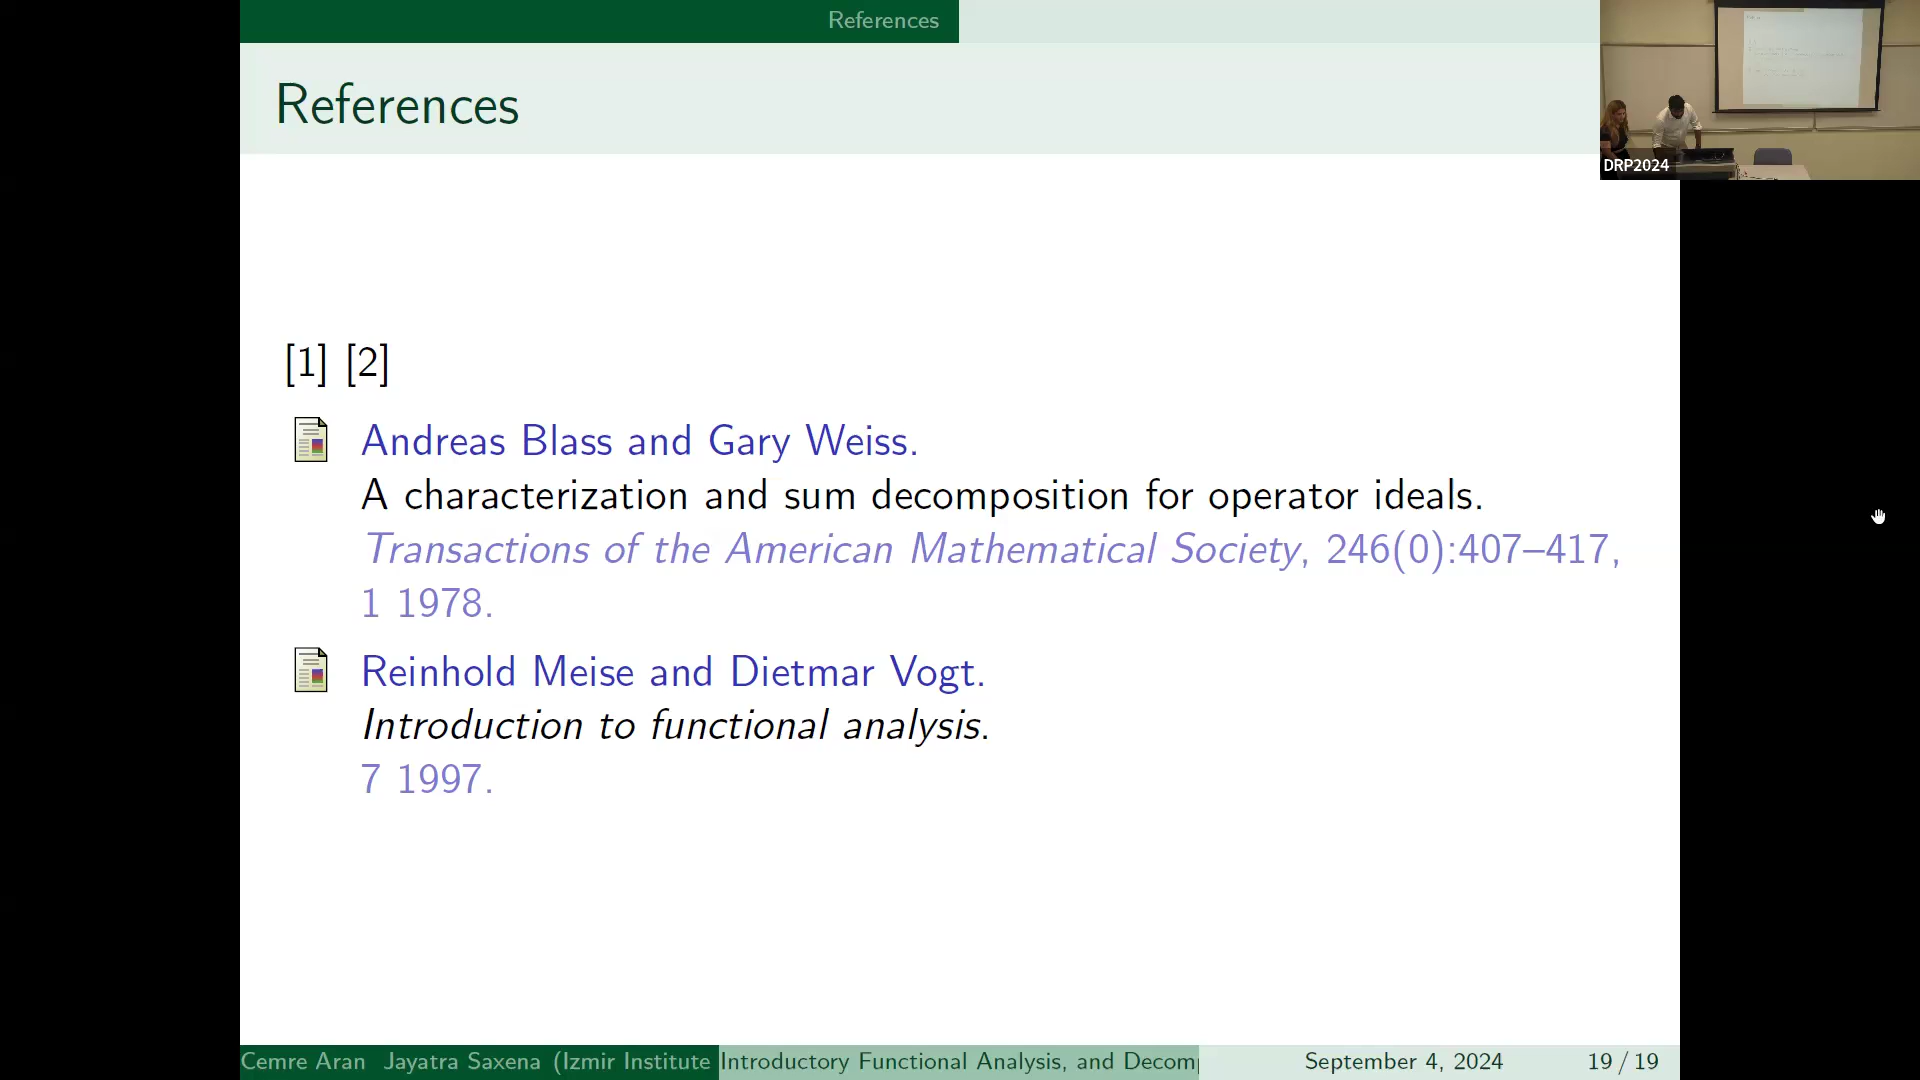 References
References
DRP2024
[1] [2]
Andreas Blass and Gary Weiss.
A characterization and sum decomposition for operator ideals.
Transactions of the American Mathematical Society, 246(0):407–417,
1 1978.
Reinhold Meise and Dietmar Vogt.
Introduction to functional analysis.
7 1997.
Cemre Aran Jayatra Saxena (Izmir Institute Introductory Functional Analysis, and Decom September 4, 2024 19 / 19